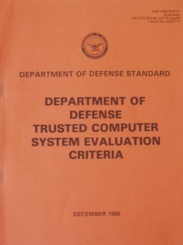 DEPARTMENT OF DEFENSE STANDARD
DEPARTMENT OF
DEFENSE
TRUSTED COMPUTER
SYSTEM EVALUATION
CRITERIA
DECEMBER 1985